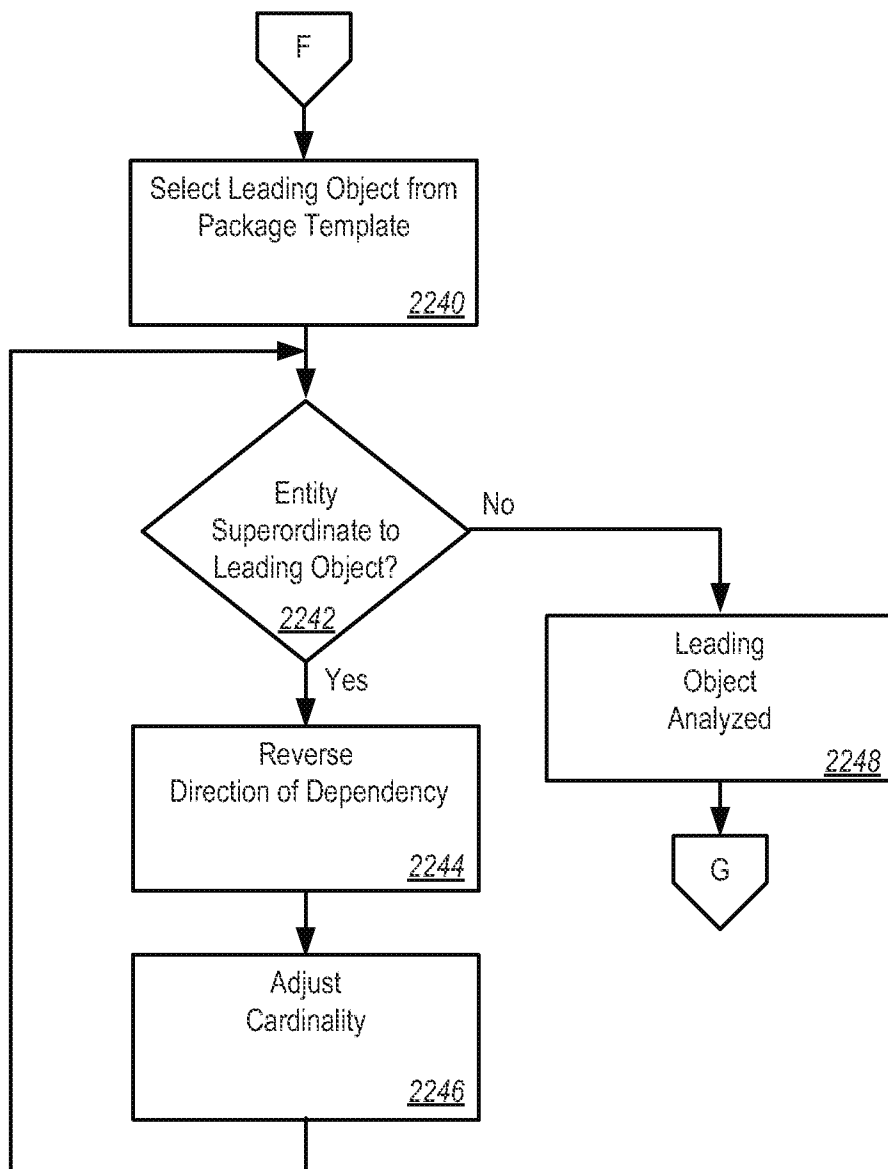 F
Select Leading Object from
Package Template
2240
Entity
Superordinate to
Leading Object?
2242
No
Yes
Leading
Object
Analyzed
2248
Reverse
Direction of Dependency
2244
G
Adjust
Cardinality
2246